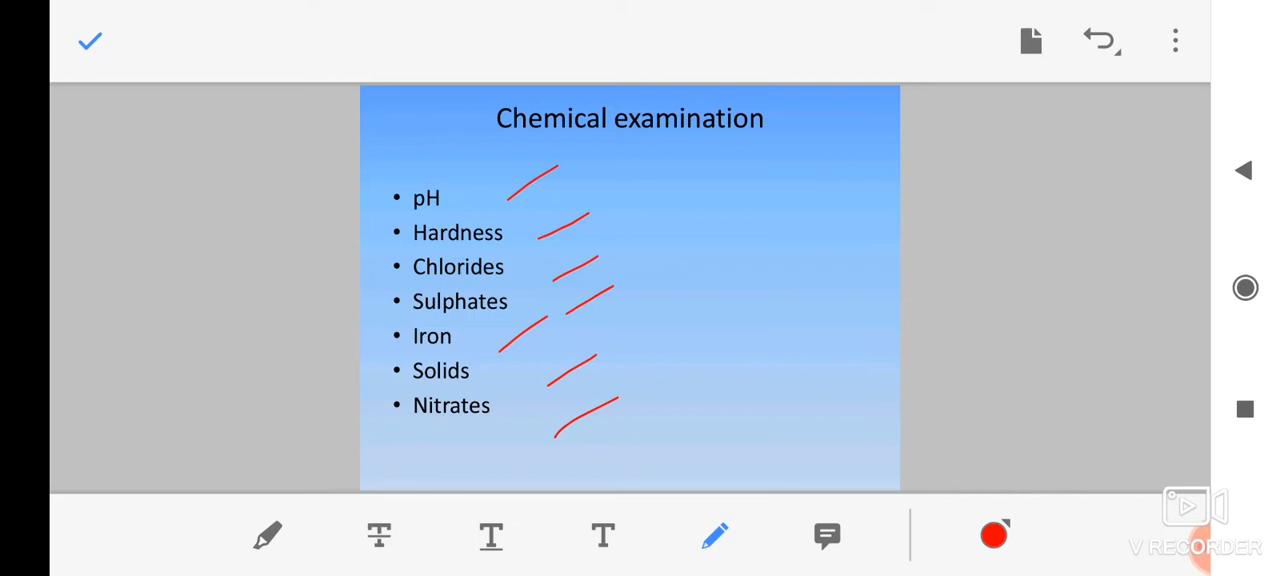 Chemical examination
• pH
• Hardness
• Chlorides
• Sulphates
• Iron
• Solids
• Nitrates
T T T
V RECORDER